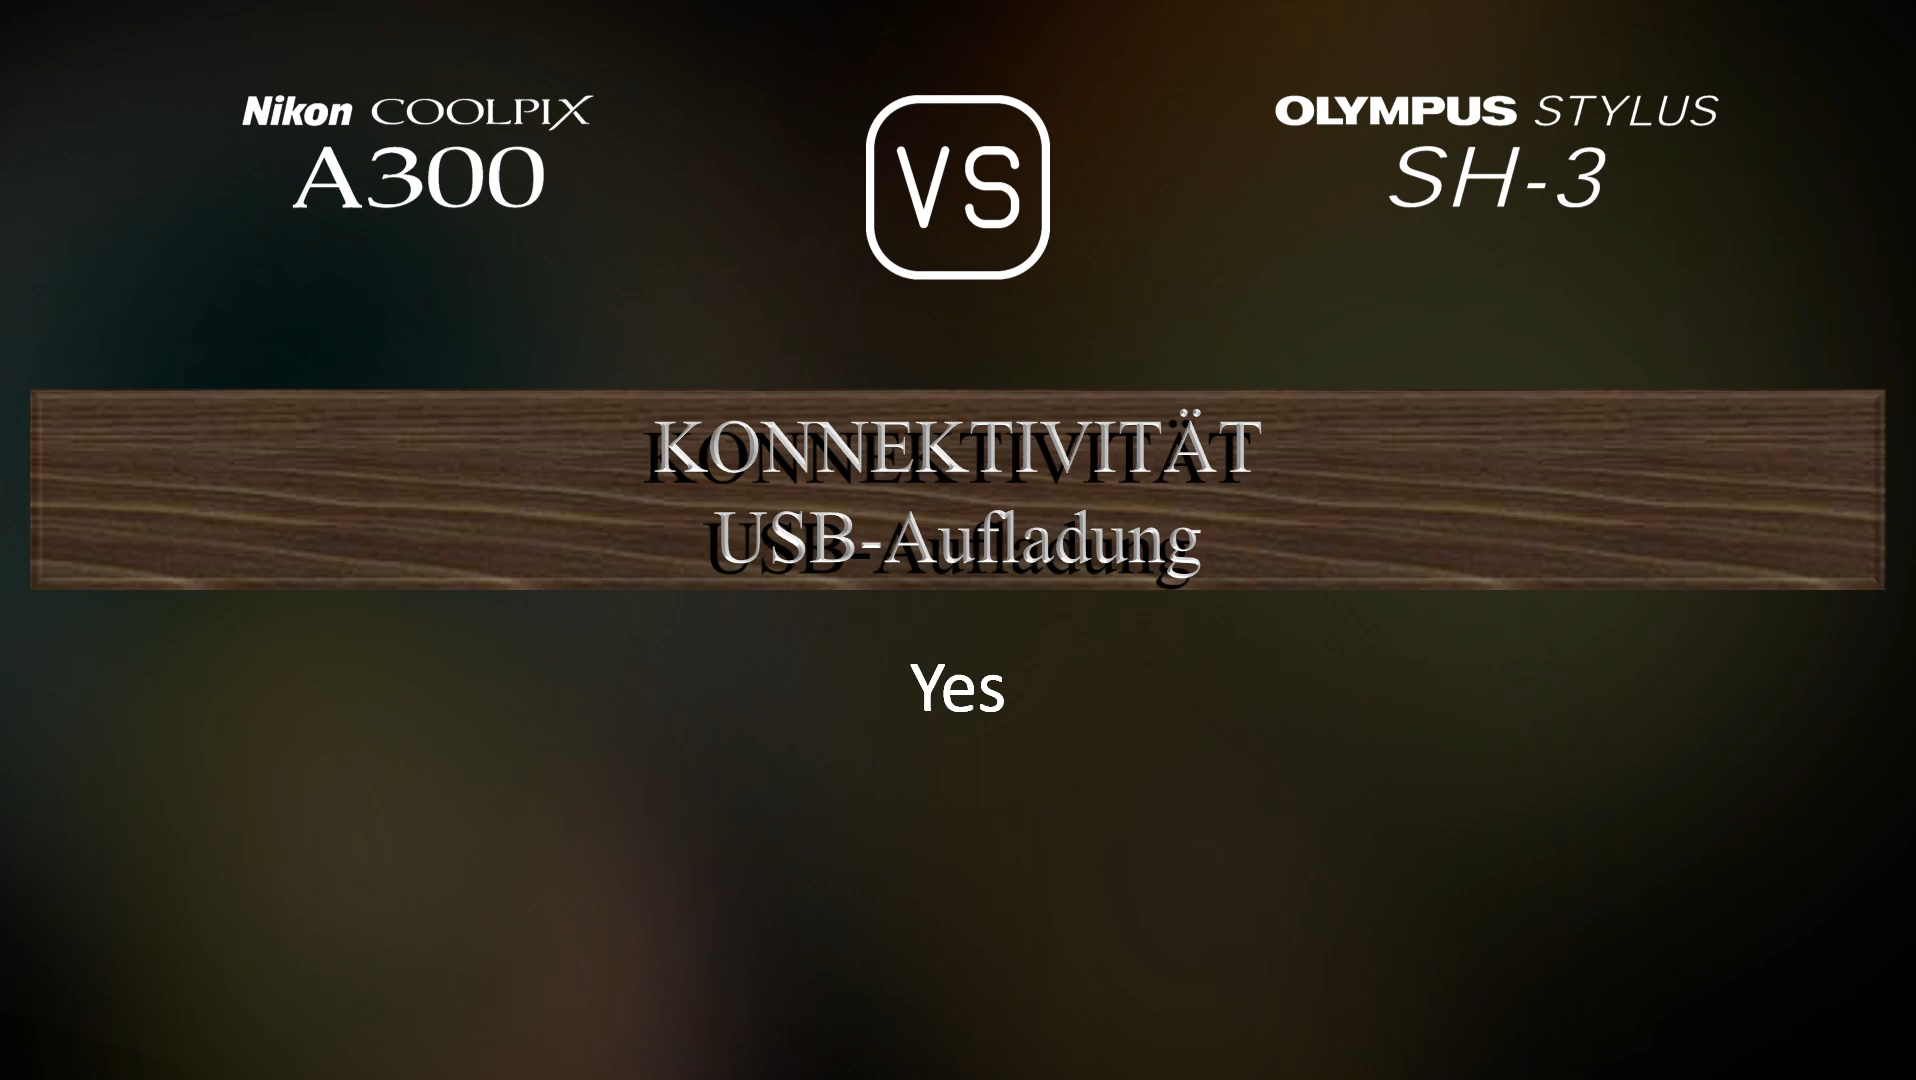 Nikon COOLPIX
A300
VS
OLYMPUS STYLUS
SH-3
KONNEKTIVITÄT
USB-Aufladung
Yes